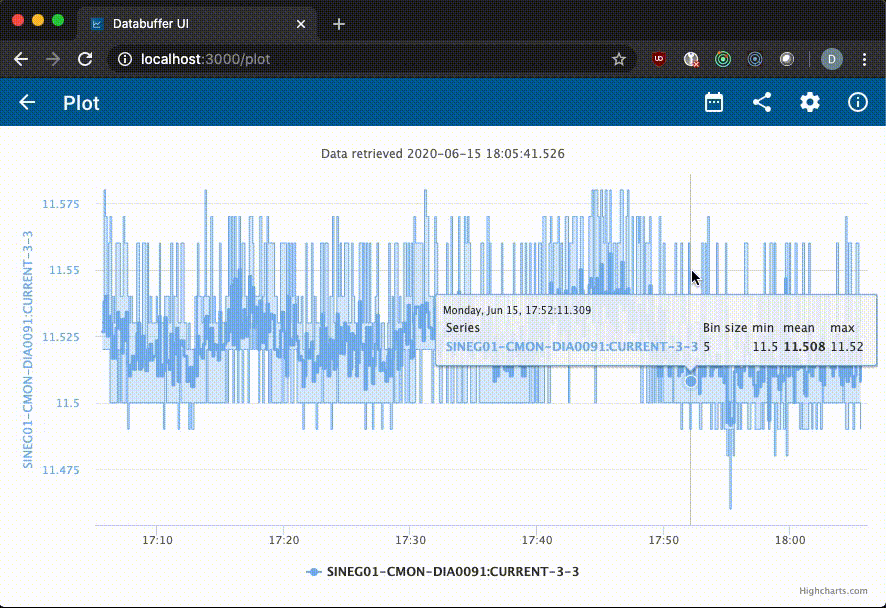 Databuffer UI
localhost:3000/plot
UD
D
Plot
Data retrieved 2020-06-15 18:05:41.526
SINEG01-CMON-DIA0091:CURRENT-3-3
11.575
11.55
11.525
11.5
11.475
Monday, Jun 15, 17:52:11.309
Series Bin size min mean max
SINEG01-CMON-DIA0091:CURRENT-3-3 5 11.5 11.508 11.52
17:10 17:20 17:30 17:40 17:50 18:00
SINEG01-CMON-DIA0091:CURRENT-3-3
Highcharts.com